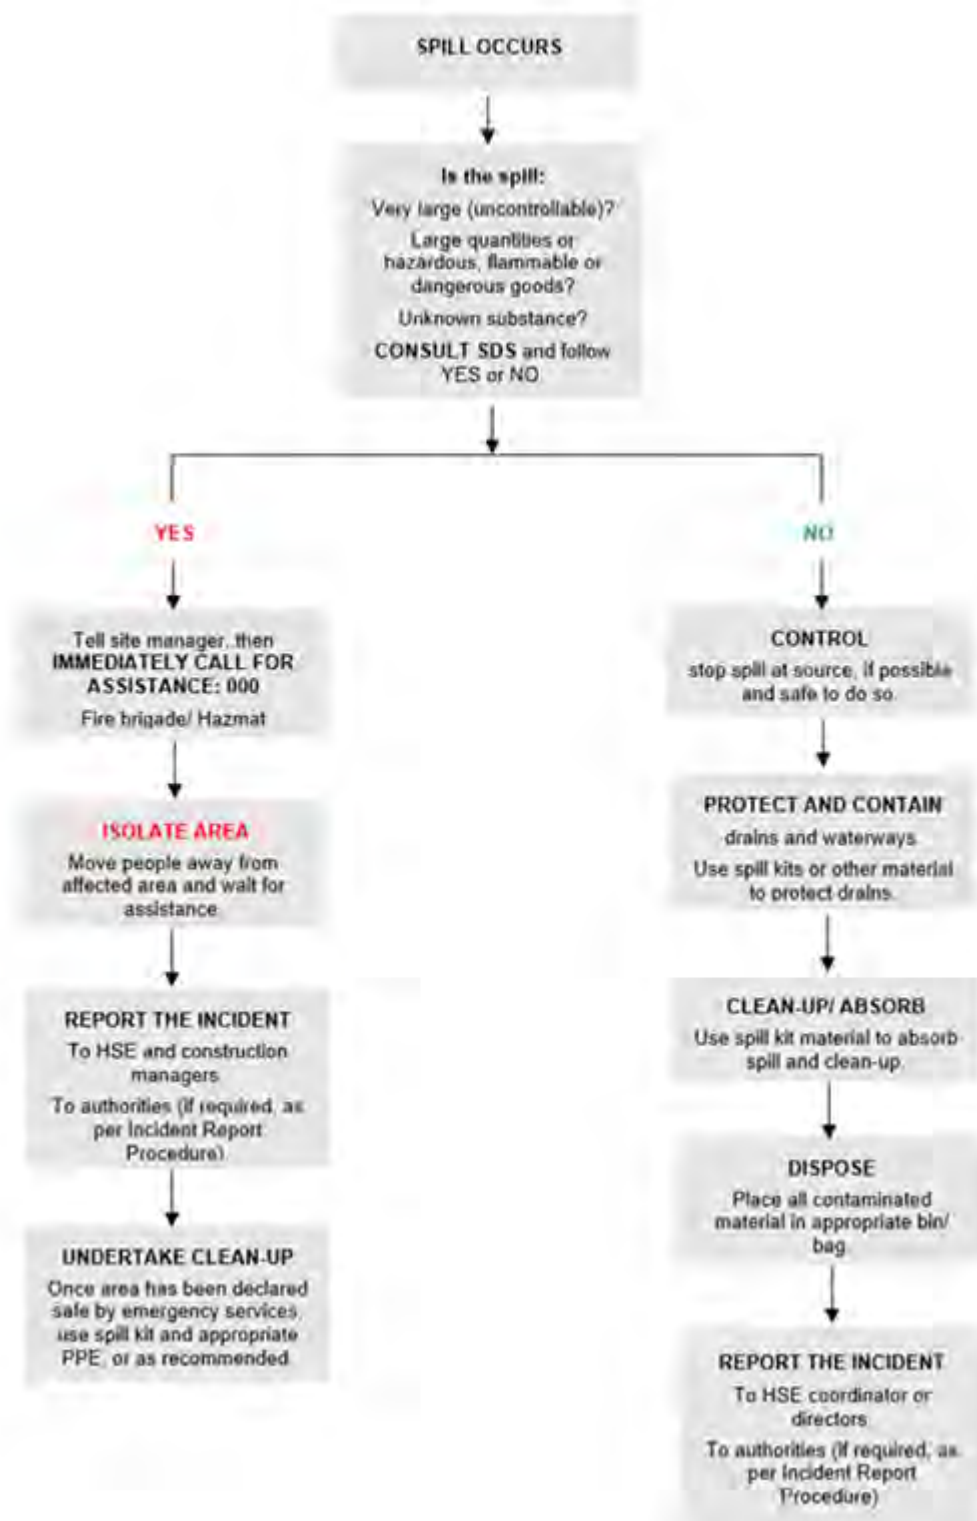 SPILL OCCURS
Is the spill:
Very large (uncontrollable)?
Large quantities or
hazardous, flammable or
dangerous goods?
Unknown substance?
CONSULT SDS and follow
YES or NO
YES
Tell site manager, then
IMMEDIATELY CALL FOR
ASSISTANCE: 000
Fire brigade/ Hazmat
ISOLATE AREA
Move people away from
affected area and wait for
assistance
REPORT THE INCIDENT
To HSE and construction
managers
To authorities (if required, as
per Incident Report
Procedure)
UNDERTAKE CLEAN-UP
Once area has been declared
safe by emergency services
use spill kit and appropriate
PPE, or as recommended
NO
CONTROL
stop spill at source, if possible
and safe to do so.
PROTECT AND CONTAIN
drains and waterways.
Use spill kits or other material
to protect drains.
CLEAN-UP/ ABSORB
Use spill kit material to absorb
spill and clean-up.
DISPOSE
Place all contaminated
material in appropriate bin/
bag
REPORT THE INCIDENT
To HSE coordinator or
directors
To authorities (if required, as
per Incident Report
Procedure)